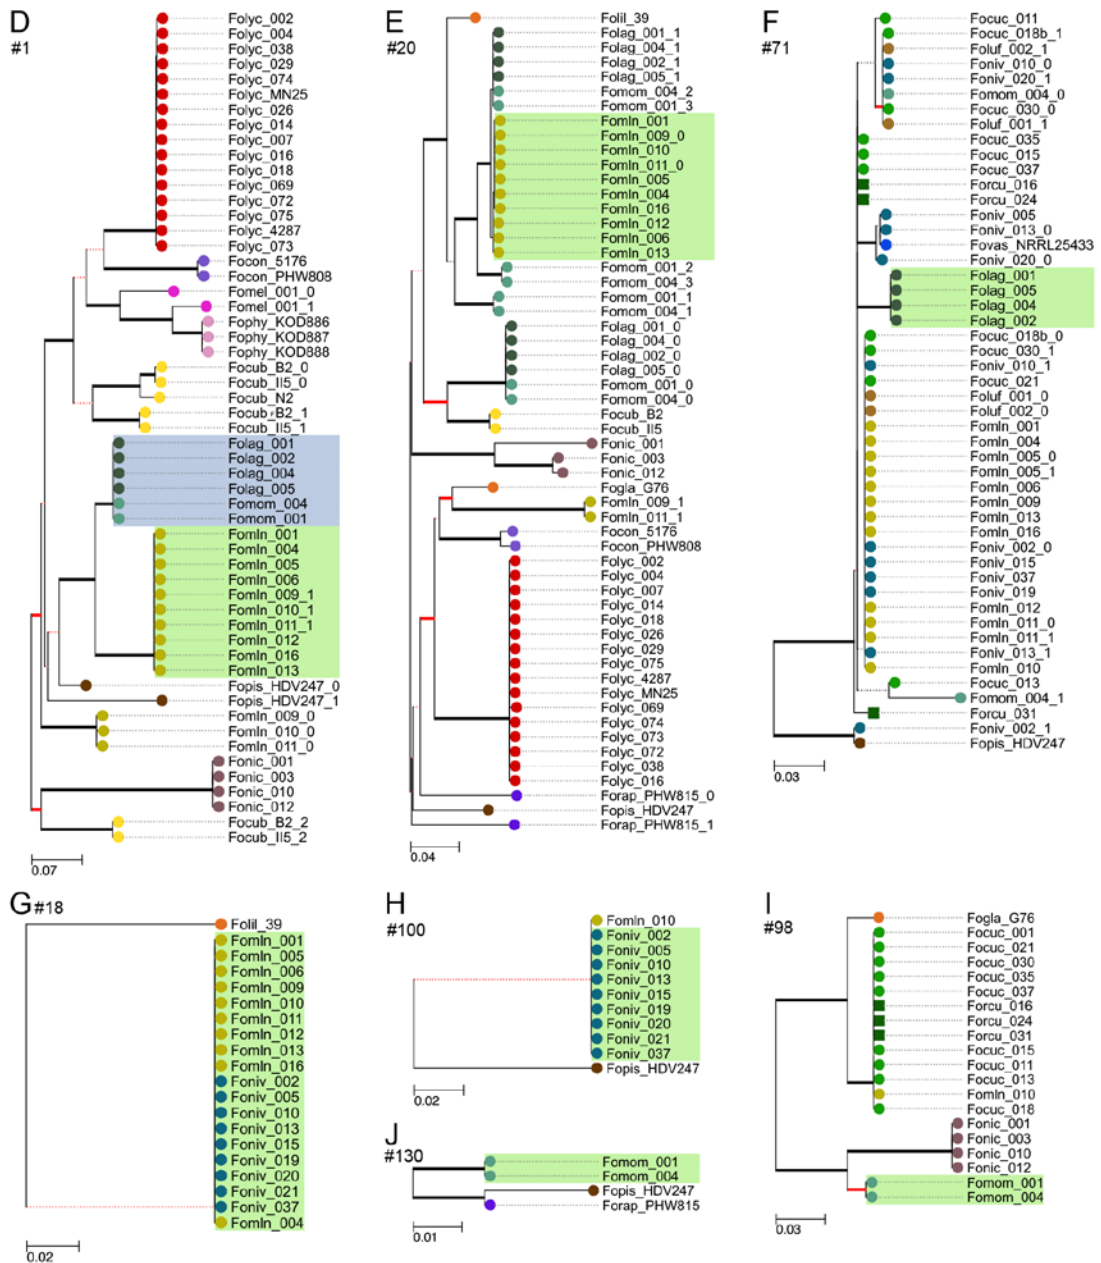 D
#1
Folyc_002
Folyc_004
Folyc_038
Folyc_029
Folyc_074
Folyc_MN25
Folyc_026
Folyc_014
Folyc_007
Folyc_016
Folyc_018
Folyc_069
Folyc_072
Folyc_075
Folyc_4287
Folyc_073
Focon_5176
Focon_PHW808
Fomel_001_0
Fomel_001_1
Fophy_KOD886
Fophy_KOD887
Fophy_KOD888
Focub_B2_0
Focub_II5_0
Focub_N2
Focub_B2_1
Focub_II5_1
Folag_001
Folag_002
Folag_004
Folag_005
Fomom_004
Fomom_001
Fomln_001
Fomln_004
Fomln_005
Fomln_006
Fomln_009_1
Fomln_010_1
Fomln_011_1
Fomln_012
Fomln_016
Fomln_013
Fopis_HDV247_0
Fopis_HDV247_1
Fomln_009_0
Fomln_010_0
Fomln_011_0
Fonic_001
Fonic_003
Fonic_010
Fonic_012
Focub_B2_2
Focub_II5_2
0.07
E
#20
Folil_39
Folag_001_1
Folag_004_1
Folag_002_1
Folag_005_1
Fomom_004_2
Fomom_001_3
Fomln_001
Fomln_009_0
Fomln_010
Fomln_011_0
Fomln_005
Fomln_004
Fomln_016
Fomln_012
Fomln_006
Fomln_013
Fomom_001_2
Fomom_004_3
Fomom_001_1
Fomom_004_1
Folag_001_0
Folag_004_0
Folag_002_0
Folag_005_0
Fomom_001_0
Fomom_004_0
Focub_B2
Focub_II5
Fonic_001
Fonic_003
Fonic_012
Fogla_G76
Fomln_009_1
Fomln_011_1
Focon_5176
Focon_PHW808
Folyc_002
Folyc_004
Folyc_007
Folyc_014
Folyc_018
Folyc_026
Folyc_029
Folyc_075
Folyc_4287
Folyc_MN25
Folyc_069
Folyc_074
Folyc_073
Folyc_072
Folyc_038
Folyc_016
Forap_PHW815_0
Fopis_HDV247
Forap_PHW815_1
0.04
F
#71
Focuc_011
Focuc_018b_1
Foluf_002_1
Foniv_010_0
Foniv_020_1
Fomom_004_0
Focuc_030_0
Foluf_001_1
Focuc_035
Focuc_015
Focuc_037
Forcu_016
Forcu_024
Foniv_005
Foniv_013_0
Fovas_NRRL25433
Foniv_020_0
Folag_001
Folag_005
Folag_004
Folag_002
Focuc_018b_0
Focuc_030_1
Foniv_010_1
Focuc_021
Foluf_001_0
Foluf_002_0
Fomln_001
Fomln_004
Fomln_005_0
Fomln_005_1
Fomln_006
Fomln_009
Fomln_013
Fomln_016
Foniv_002_0
Foniv_015
Foniv_037
Foniv_019
Fomln_012
Fomln_011_0
Fomln_011_1
Foniv_013_1
Fomln_010
Focuc_013
Fomom_004_1
Forcu_031
Foniv_002_1
Fopis_HDV247
0.03
G
#18
Folil_39
Fomln_001
Fomln_005
Fomln_006
Fomln_009
Fomln_010
Fomln_011
Fomln_012
Fomln_013
Fomln_016
Foniv_002
Foniv_005
Foniv_010
Foniv_013
Foniv_015
Foniv_019
Foniv_020
Foniv_021
Foniv_037
Fomln_004
0.02
H
#100
Fomln_010
Foniv_002
Foniv_005
Foniv_010
Foniv_013
Foniv_015
Foniv_019
Foniv_020
Foniv_021
Foniv_037
Fopis_HDV247
0.02
J
#130
Fomom_001
Fomom_004
Fopis_HDV247
Forap_PHW815
0.01
I
#98
Fogla_G76
Focuc_001
Focuc_021
Focuc_030
Focuc_035
Focuc_037
Forcu_016
Forcu_024
Forcu_031
Focuc_015
Focuc_011
Focuc_013
Fomln_010
Focuc_018
Fonic_001
Fonic_003
Fonic_010
Fonic_012
Fomom_001
Fomom_004
0.03